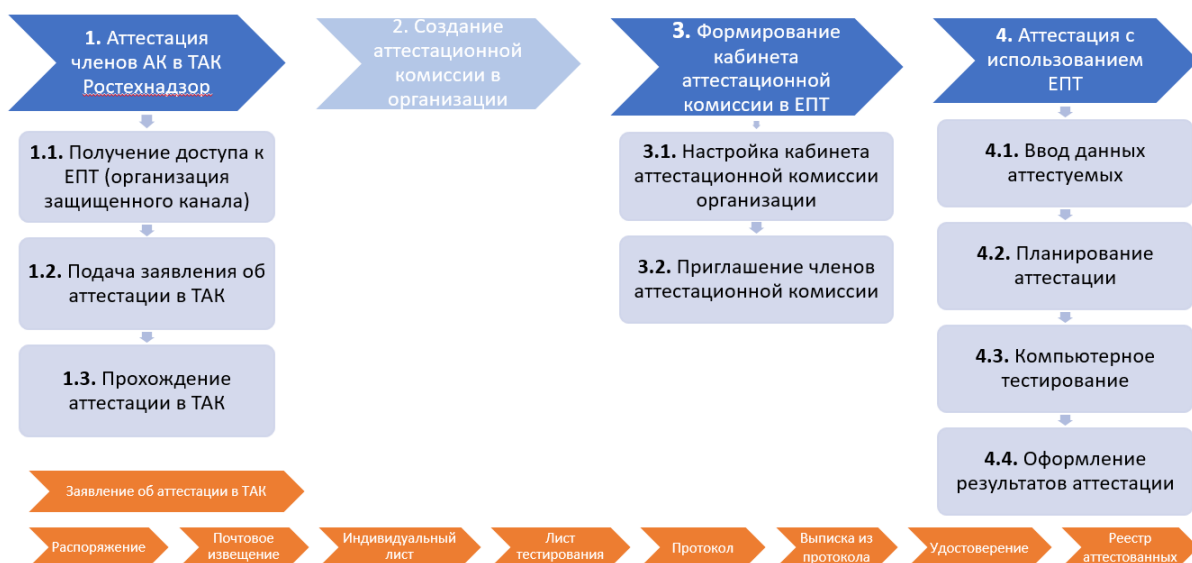 1. Аттестация
членов АК в ТАК
Ростехнадзор
2. Создание
аттестационной
комиссии в
организации
3. Формирование
кабинета
аттестационной
комиссии в ЕПТ
4. Аттестация с
использованием
ЕПТ
1.1. Получение доступа к
ЕПТ (организация
защищенного канала)
1.2. Подача заявления об
аттестации в ТАК
1.3. Прохождение
аттестации в ТАК
3.1. Настройка кабинета
аттестационной комиссии
организации
3.2. Приглашение членов
аттестационной комиссии
4.1. Ввод данных
аттестуемых
4.2. Планирование
аттестации
4.3. Компьютерное
тестирование
4.4. Оформление
результатов аттестации
Заявление об аттестации в ТАК
Распоряжение
Почтовое
извещение
Индивидуальный
лист
Лист
тестирования
Протокол
Выписка из
протокола
Удостоверение
Реестр
аттестованных